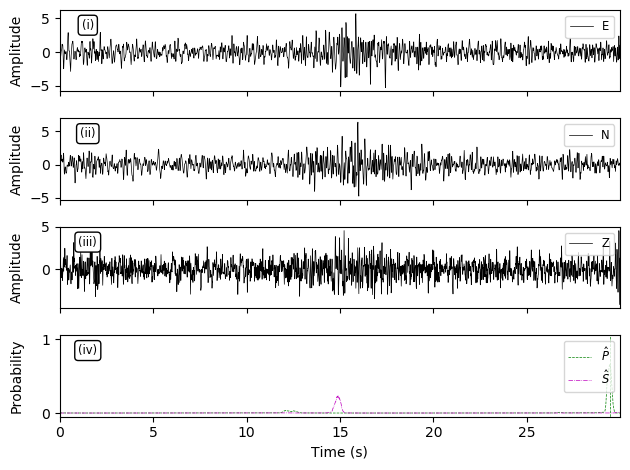 (i)
E
Amplitude
5
0
−5
(ii)
N
Amplitude
5
0
−5
(iii)
Z
Amplitude
5
0
(iv)
P̂
Ŝ
Probability
1
0
0 5 10 15 20 25
Time (s)